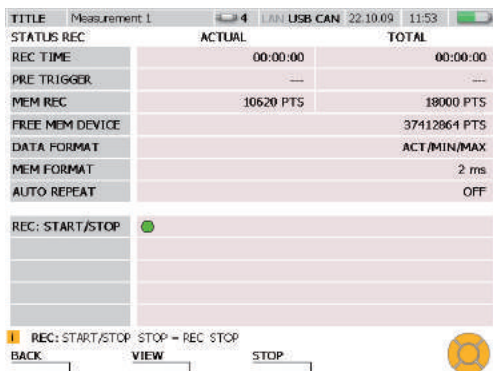 TITLE Measurement 1 4 LAN USB CAN 22.10.09 11:53
STATUS REC ACTUAL TOTAL
REC TIME 00:00:00 00:00:00
PRE TRIGGER --- ---
MEM REC 10620 PTS 18000 PTS
FREE MEM DEVICE 37412864 PTS
DATA FORMAT ACT/MIN/MAX
MEM FORMAT 2 ms
AUTO REPEAT OFF
REC: START/STOP
i REC: START/STOP STOP = REC STOP
BACK VIEW STOP